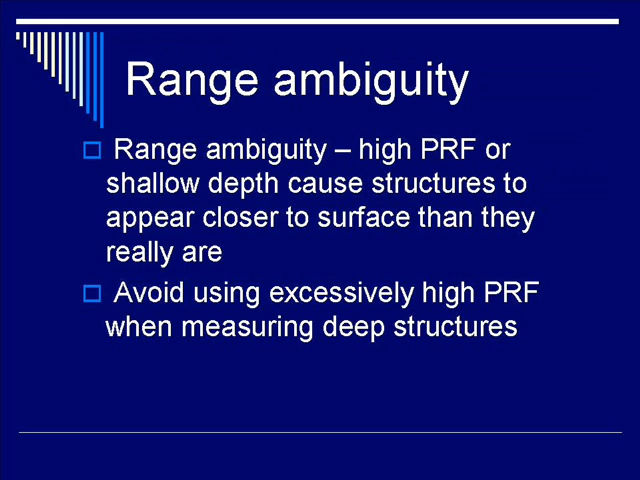 Range ambiguity
Range ambiguity – high PRF or
shallow depth cause structures to
appear closer to surface than they
really are
Avoid using excessively high PRF
when measuring deep structures